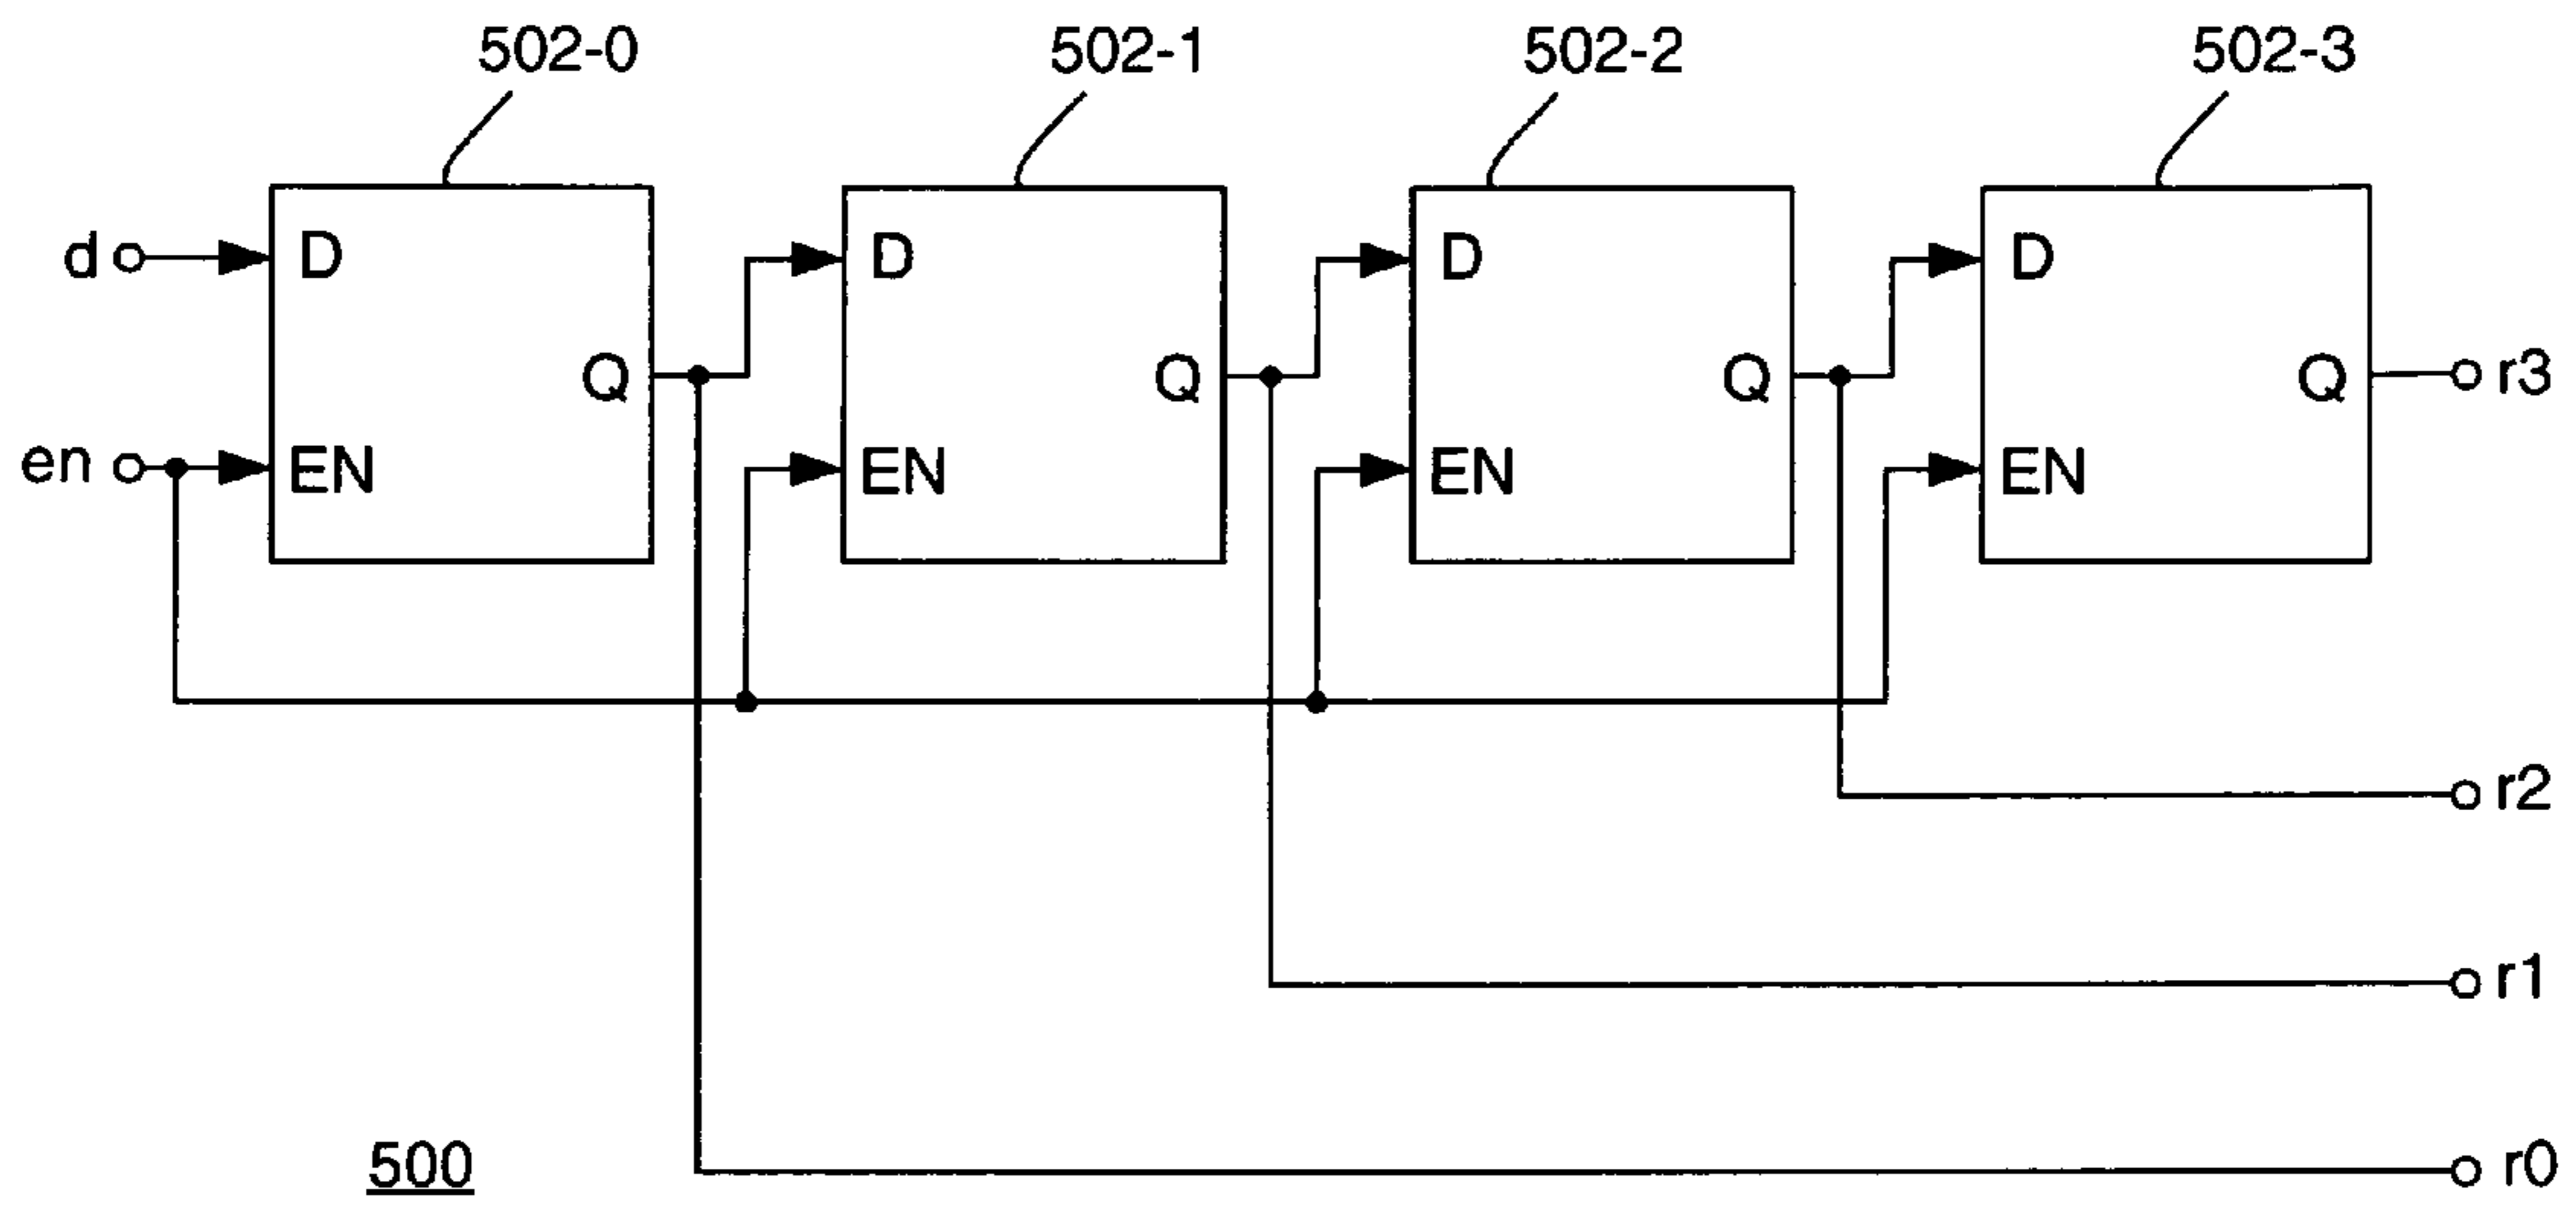 502-0 502-1 502-2 502-3
d D D D D
Q Q Q Q r3
en EN EN EN EN
r2
r1
500 r0